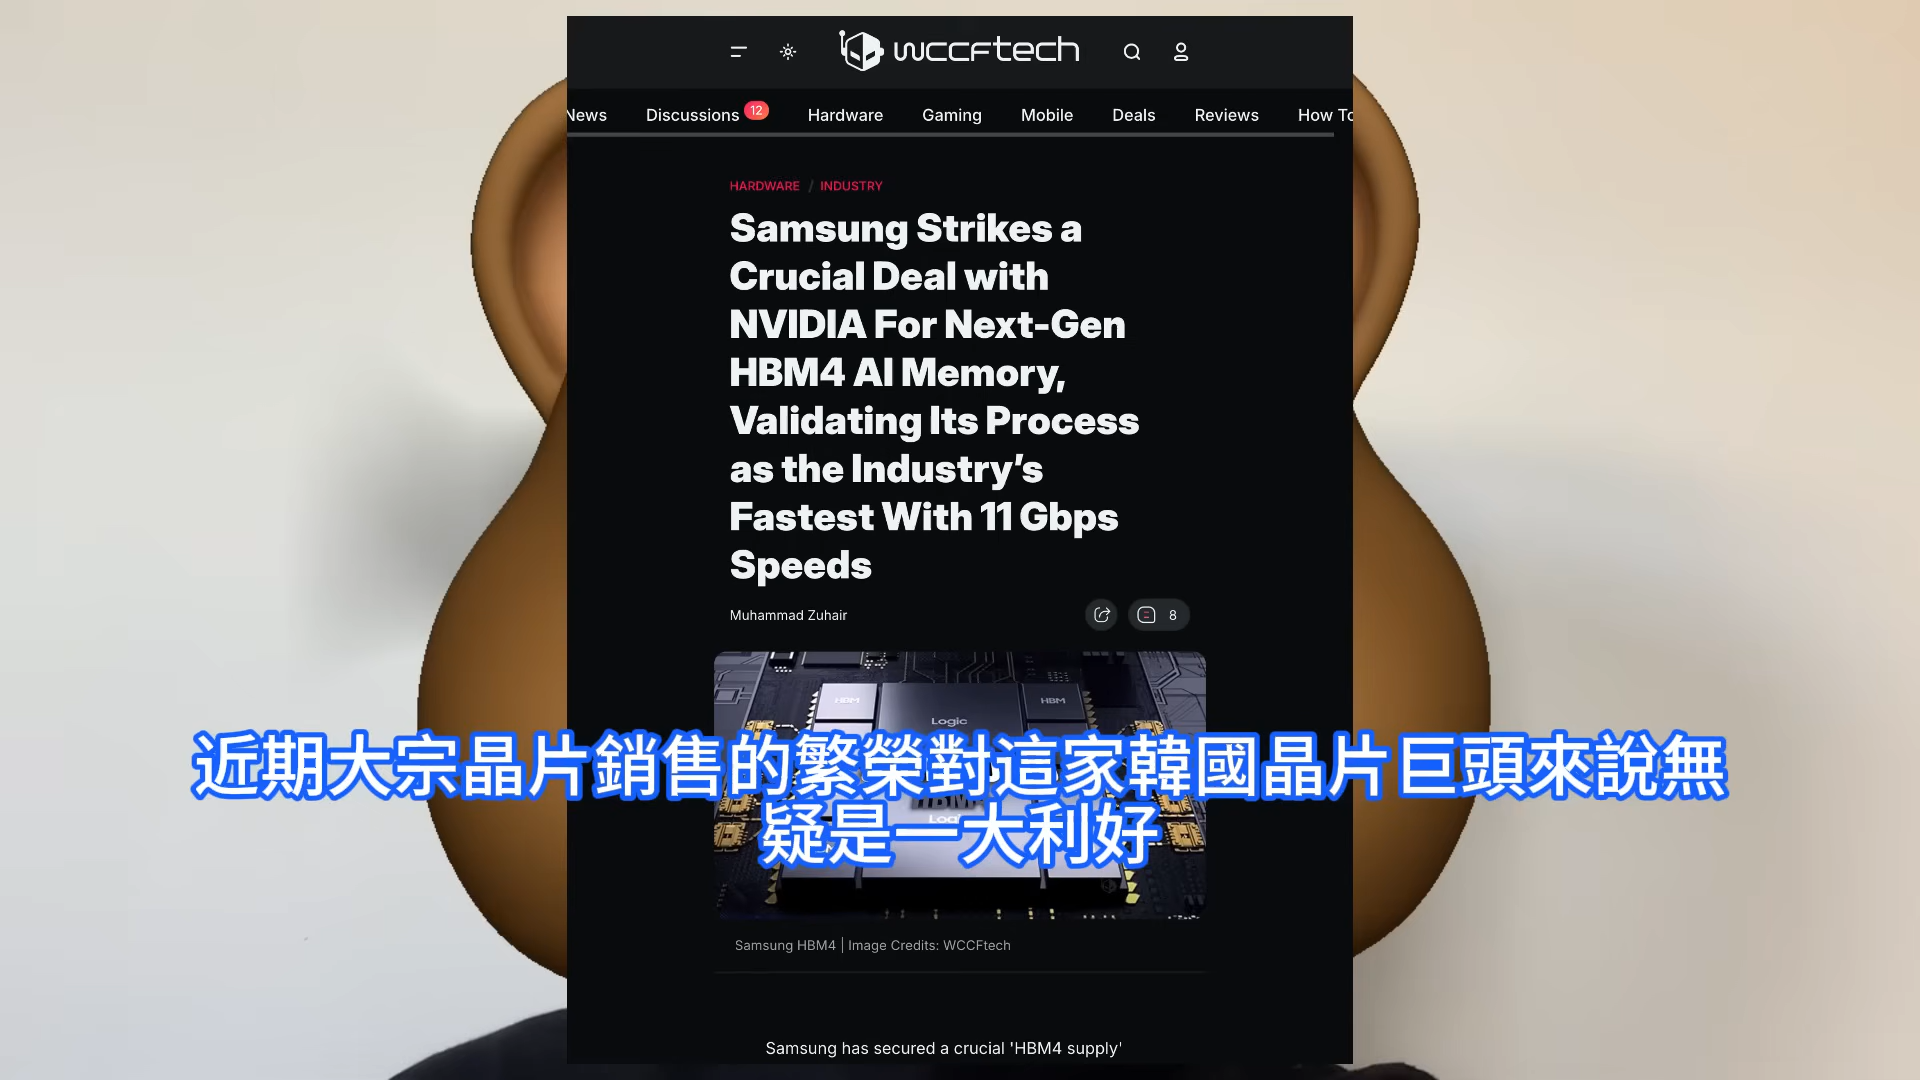 WCCFTECH
News Discussions 12 Hardware Gaming Mobile Deals Reviews How To
HARDWARE / INDUSTRY
Samsung Strikes a
Crucial Deal with
NVIDIA For Next-Gen
HBM4 AI Memory,
Validating Its Process
as the Industry's
Fastest With 11 Gbps
Speeds
Muhammad Zuhair
8
HBM
HBM
Logic
近期大宗晶片銷售的繁榮對這家韓國晶片巨頭來說無
疑是一大利好
Samsung HBM4 | Image Credits: WCCFtech
Samsung has secured a crucial 'HBM4 supply'